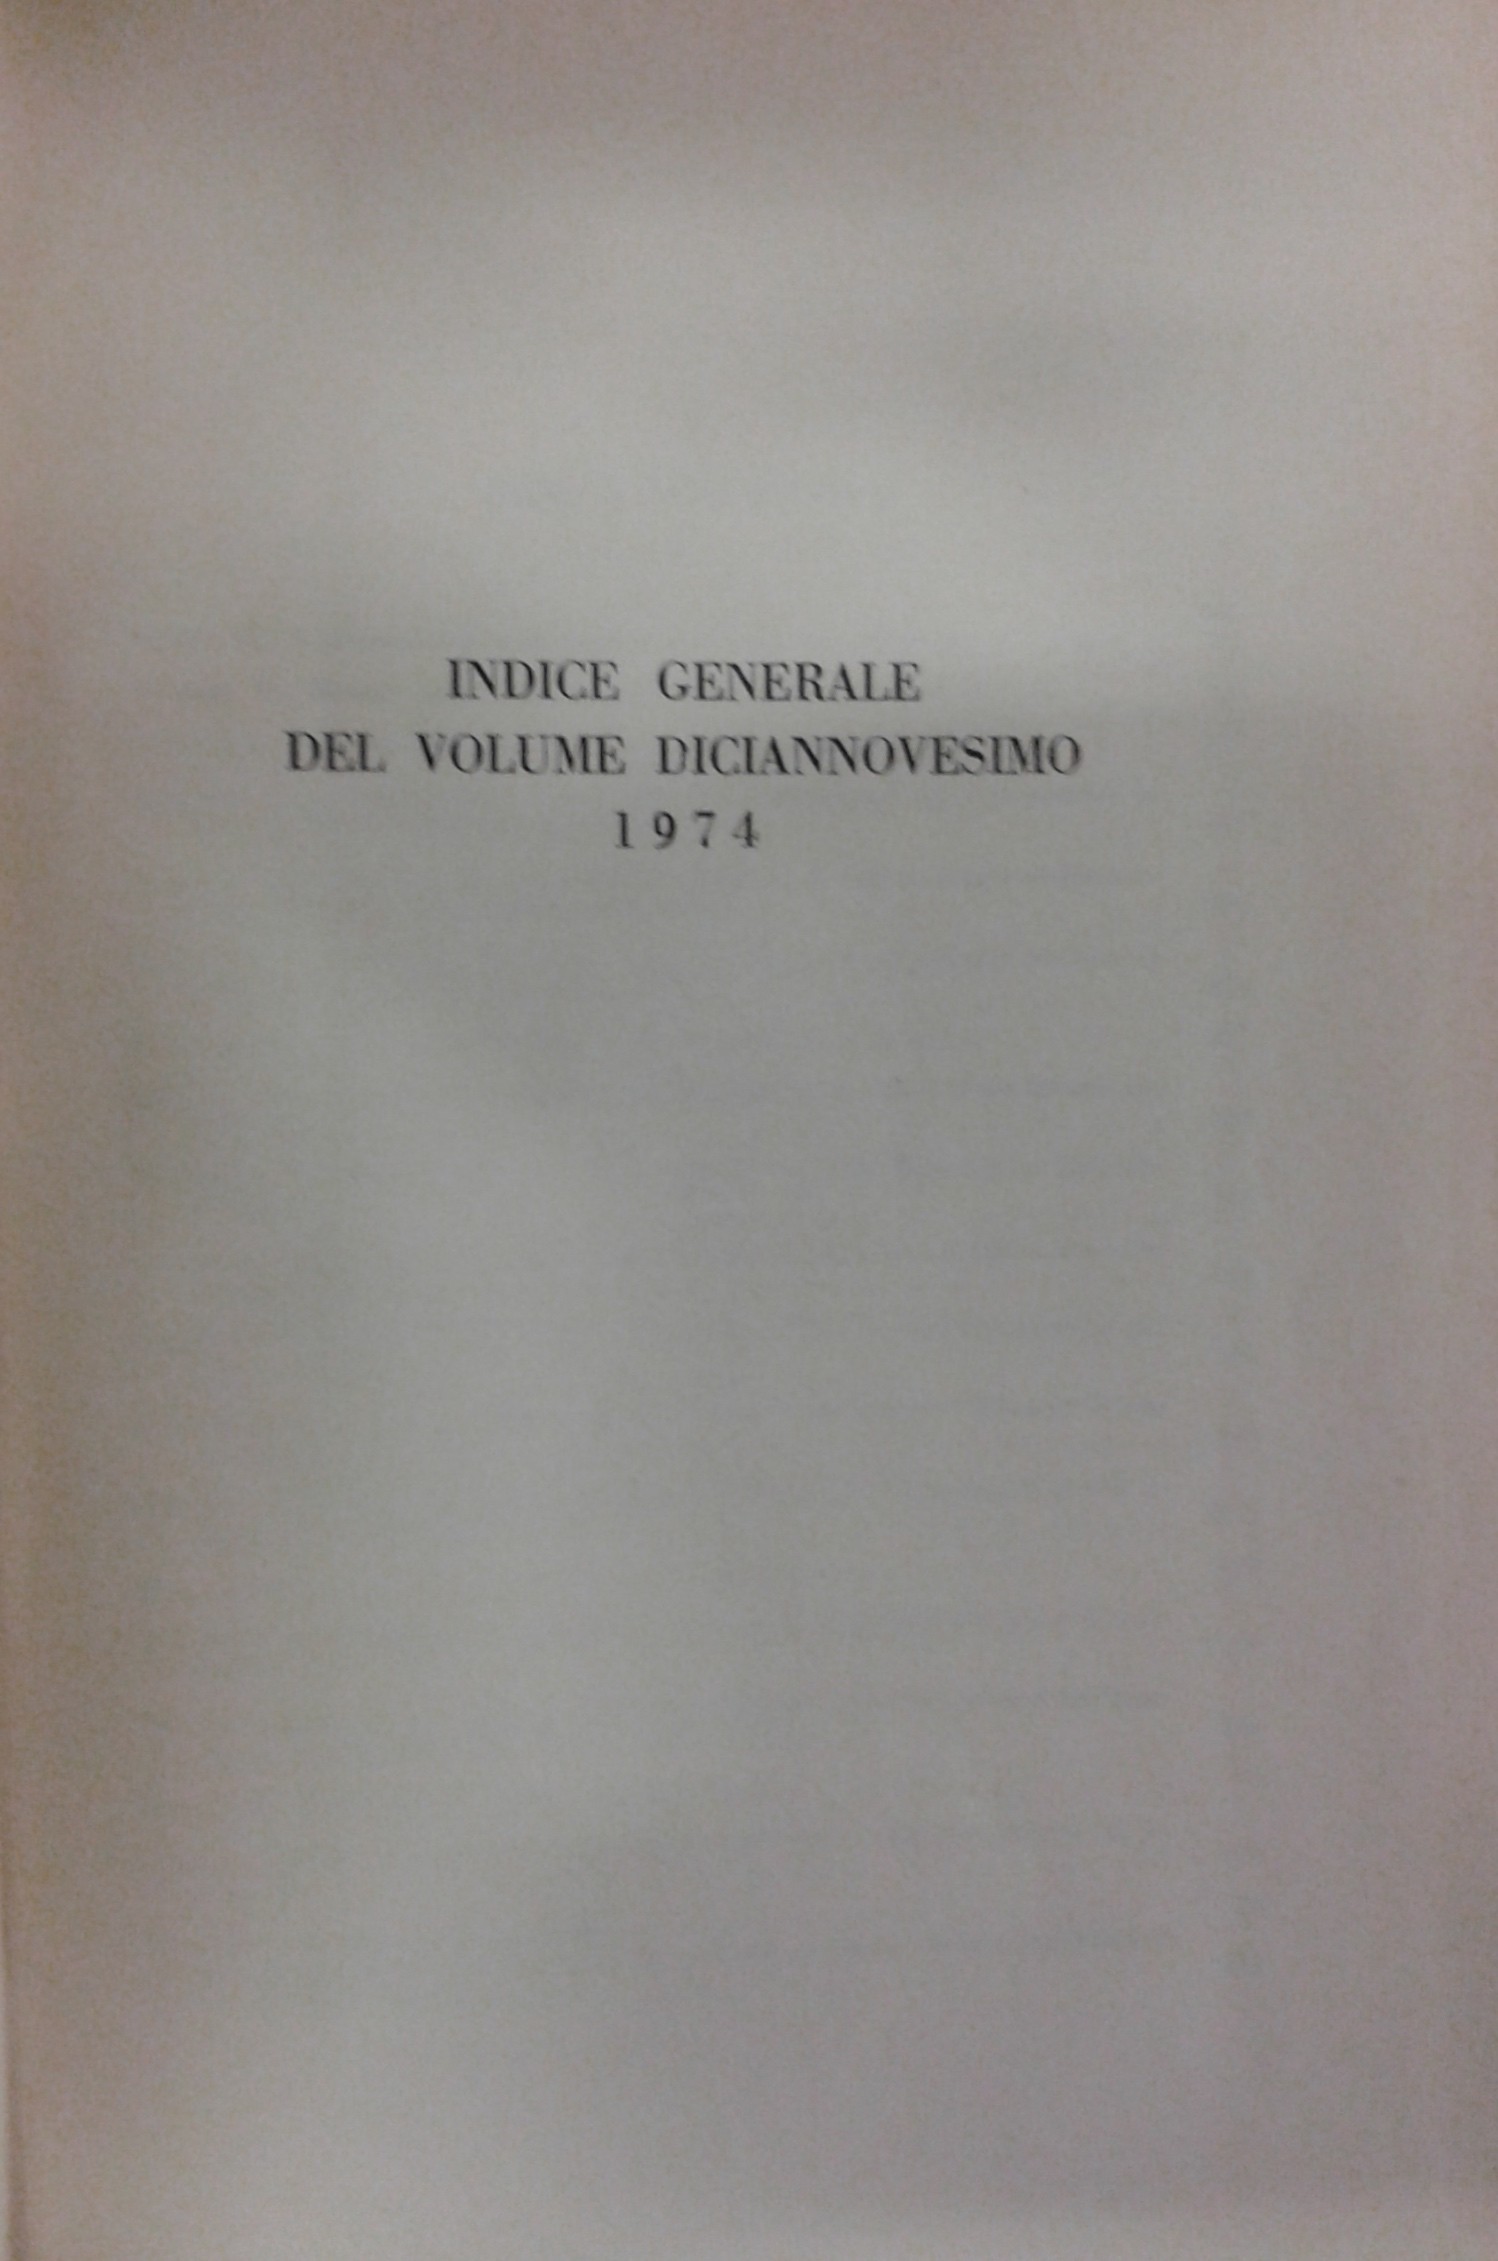 INDICE GENERALE
DEL VOLUME DICIANNOVESIMO
1974